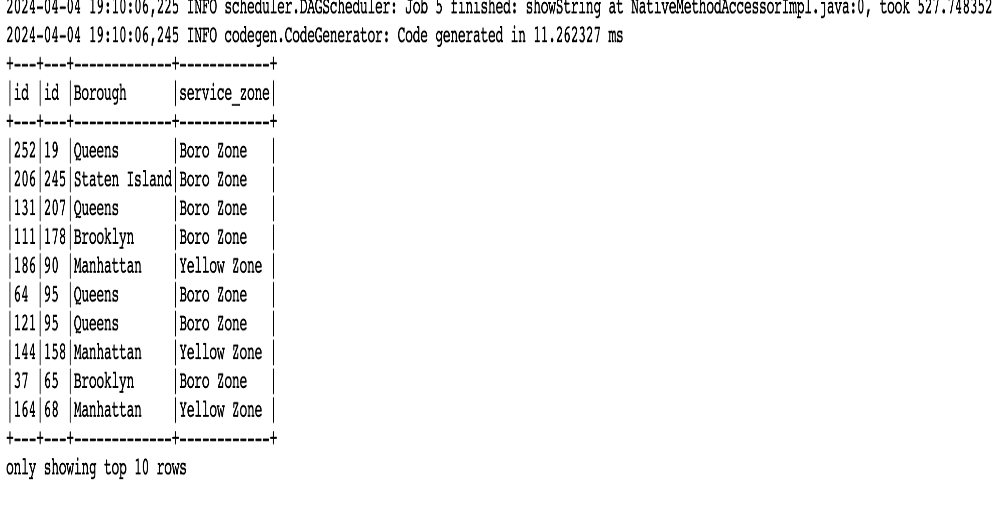 2024-04-04 19:10:06,225 INFO scheduler.DAGScheduler: Job 5 finished: showString at NativeMethodAccessorImpl.java:0, took 527.748352
2024-04-04 19:10:06,245 INFO codegen.CodeGenerator: Code generated in 11.262327 ms
+---+---+-------------+------------+
|id |id |Borough      |service_zone|
+---+---+-------------+------------+
|252|19 |Queens       |Boro Zone   |
|206|245|Staten Island|Boro Zone   |
|131|207|Queens       |Boro Zone   |
|111|178|Brooklyn     |Boro Zone   |
|186|90 |Manhattan    |Yellow Zone |
|64 |95 |Queens       |Boro Zone   |
|121|95 |Queens       |Boro Zone   |
|144|158|Manhattan    |Yellow Zone |
|37 |65 |Brooklyn     |Boro Zone   |
|164|68 |Manhattan    |Yellow Zone |
+---+---+-------------+------------+
only showing top 10 rows